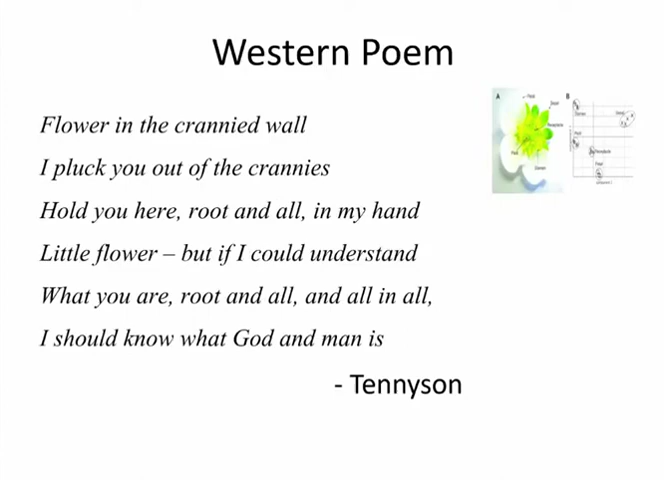 Western Poem
Flower in the crannied wall
I pluck you out of the crannies
Hold you here, root and all, in my hand
Little flower – but if I could understand
What you are, root and all, and all in all,
I should know what God and man is
- Tennyson
A
B